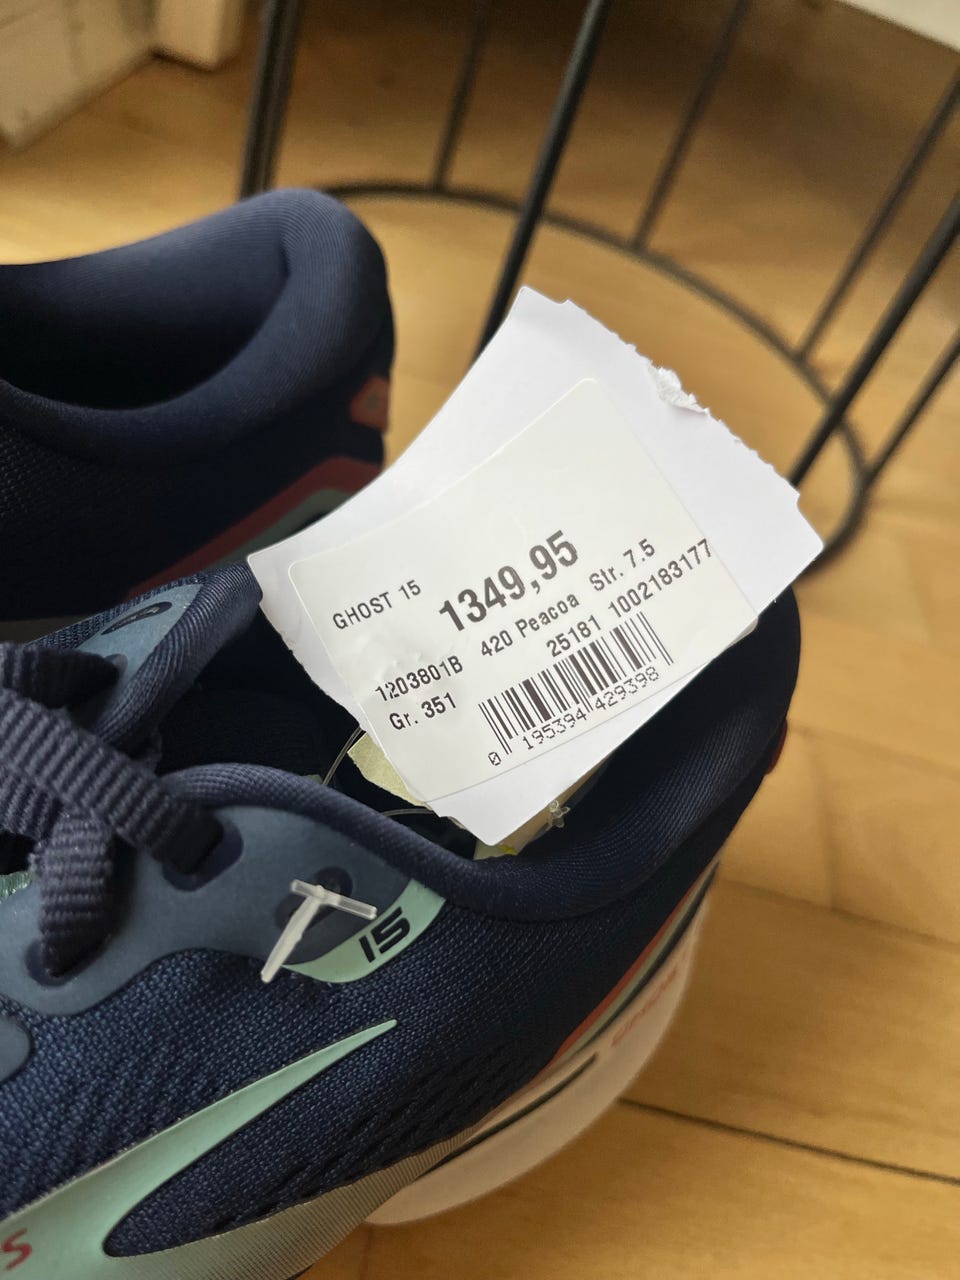 GHOST 15
1349,95
1203801B 420 Peacoa Str. 7.5
Gr. 351 25181 1002183177
0 195394 429398
15
S